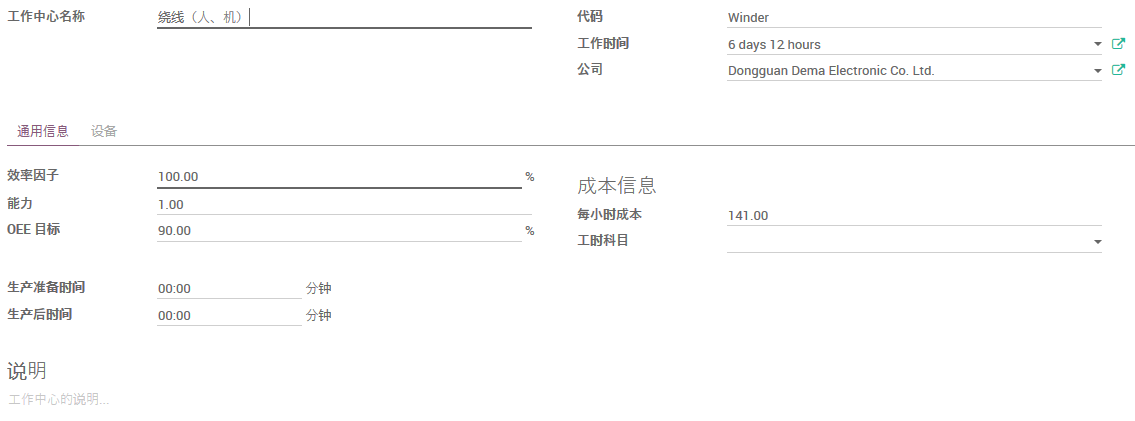 工作中心名称 绕线（人、机） 代码 Winder
工作时间 6 days 12 hours
公司 Dongguan Dema Electronic Co. Ltd.
通用信息 设备
效率因子 100.00 %
成本信息
能力 1.00
每小时成本 141.00
OEE 目标 90.00 %
工时科目
生产准备时间 00:00 分钟
生产后时间 00:00 分钟
说明
工作中心的说明...